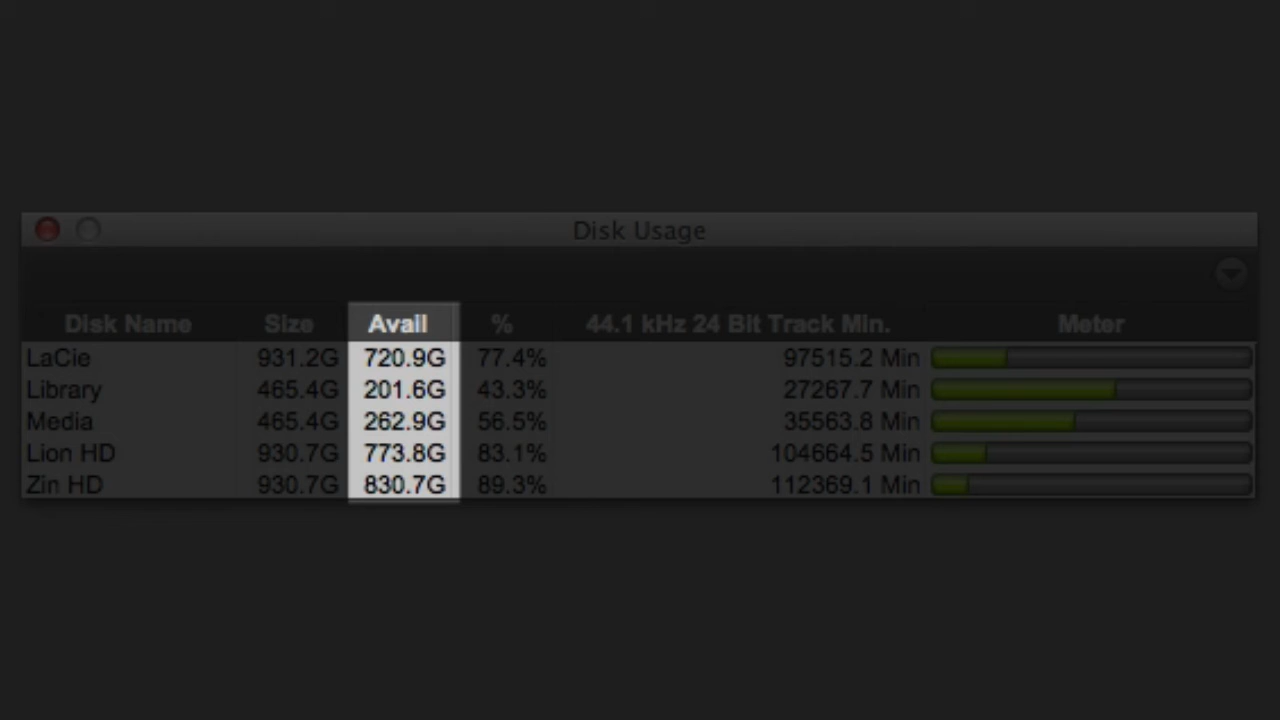 Disk Usage
Disk Name Size Avail % 44.1 kHz 24 Bit Track Min. Meter
LaCie 931.2G 720.9G 77.4% 97515.2 Min
Library 465.4G 201.6G 43.3% 27267.7 Min
Media 465.4G 262.9G 56.5% 35563.8 Min
Lion HD 930.7G 773.8G 83.1% 104664.5 Min
Zin HD 930.7G 830.7G 89.3% 112369.1 Min